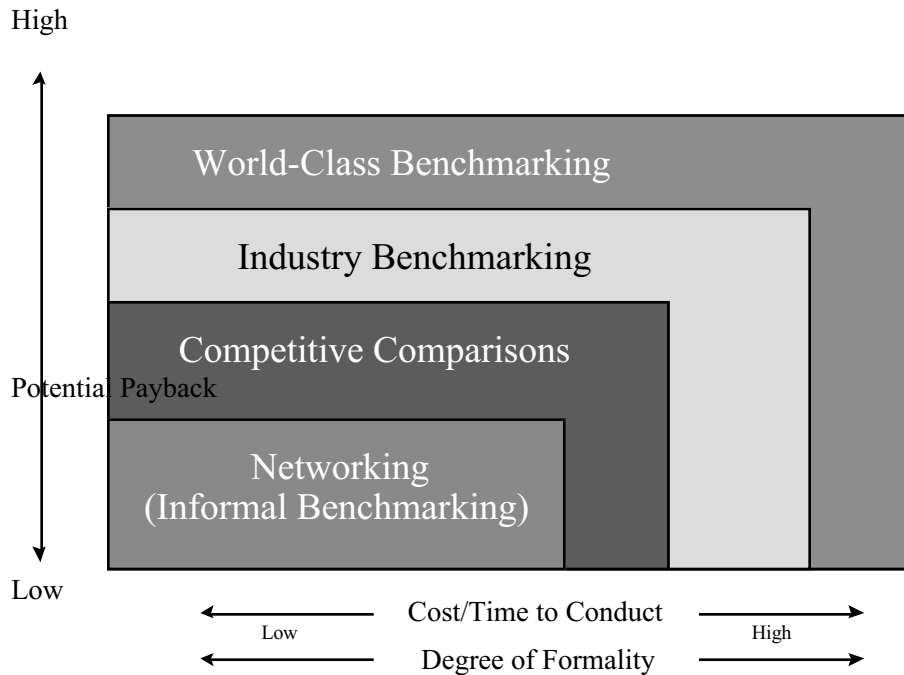 High
World-Class Benchmarking
Industry Benchmarking
Competitive Comparisons
Potential Payback
Networking
(Informal Benchmarking)
Low
Cost/Time to Conduct
Low
High
Degree of Formality